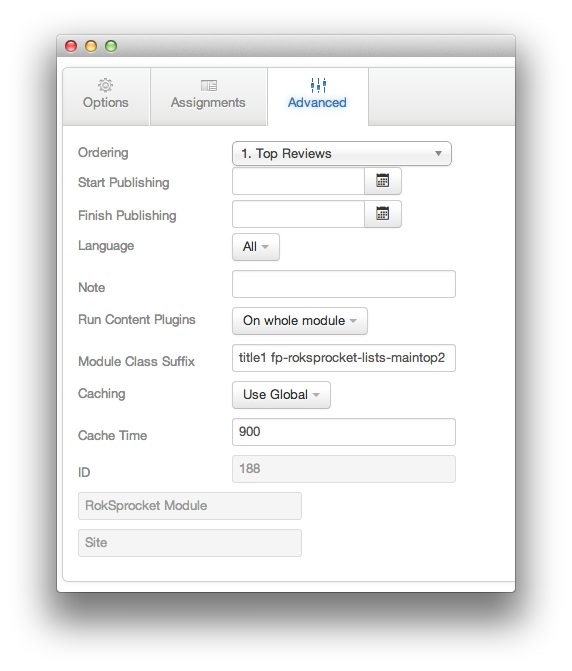 Options Assignments Advanced
Ordering 1. Top Reviews
Start Publishing
Finish Publishing
Language All
Note
Run Content Plugins On whole module
Module Class Suffix title1 fp-roksprocket-lists-maintop2
Caching Use Global
Cache Time 900
ID 188
RokSprocket Module
Site